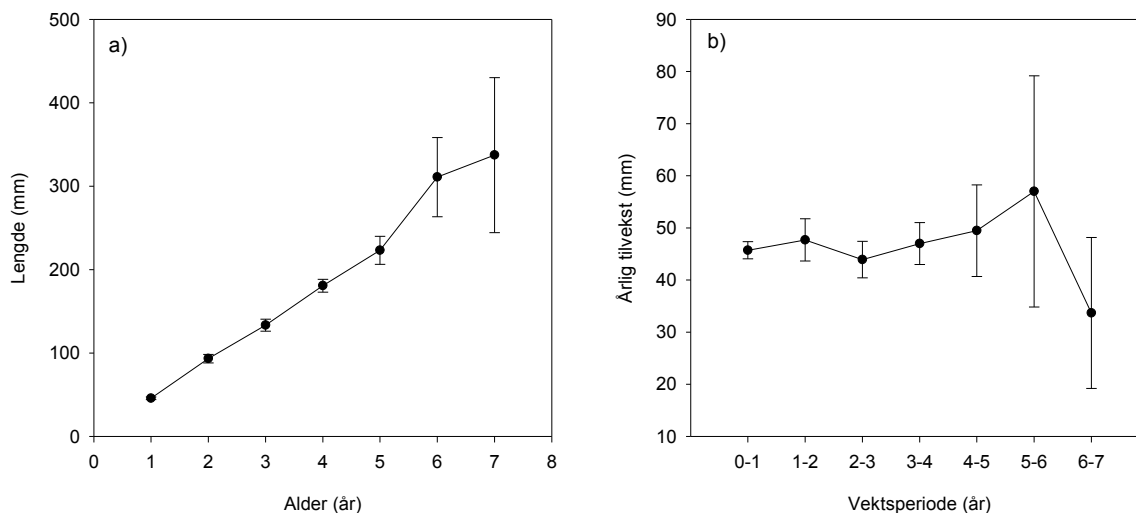 a)
Lengde (mm)
500
400
300
200
100
0
0 1 2 3 4 5 6 7 8
Alder (år)
b)
Årlig tilvekst (mm)
90
80
70
60
50
40
30
20
10
0-1 1-2 2-3 3-4 4-5 5-6 6-7
Vektsperiode (år)